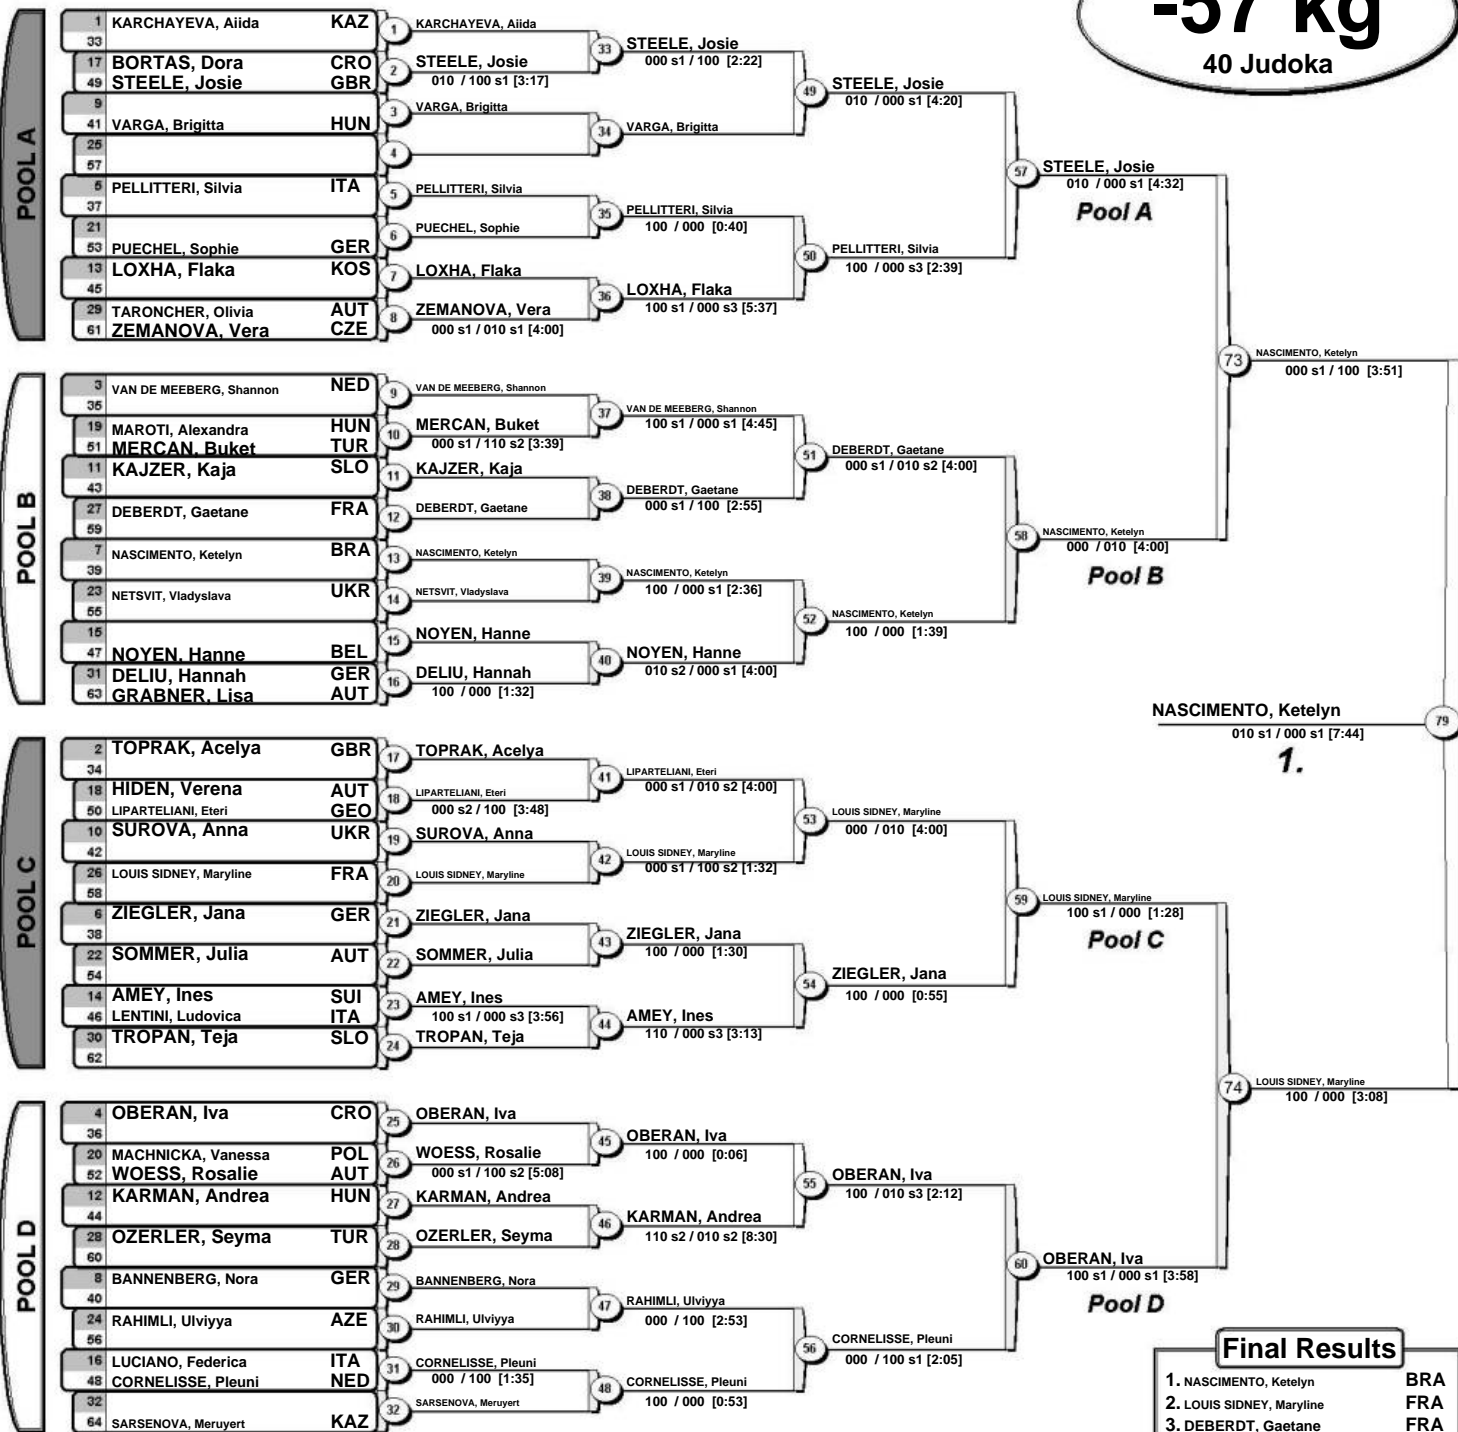 -57 kg
40 Judoka
POOL A
1 KARCHAYEVA, Aiida KAZ
33
17 BORTAS, Dora CRO
49 STEELE, Josie GBR
9
41 VARGA, Brigitta HUN
25
57
5 PELLITTERI, Silvia ITA
37
21
53 PUECHEL, Sophie GER
13 LOXHA, Flaka KOS
45
29 TARONCHER, Olivia AUT
61 ZEMANOVA, Vera CZE
1 KARCHAYEVA, Aiida
2 STEELE, Josie
010 / 100 s1 [3:17]
3 VARGA, Brigitta
4
5 PELLITTERI, Silvia
6 PUECHEL, Sophie
7 LOXHA, Flaka
8 ZEMANOVA, Vera
000 s1 / 010 s1 [4:00]
33 STEELE, Josie
000 s1 / 100 [2:22]
34 VARGA, Brigitta
35 PELLITTERI, Silvia
100 / 000 [0:40]
36 LOXHA, Flaka
100 s1 / 000 s3 [5:37]
49 STEELE, Josie
010 / 000 s1 [4:20]
50 PELLITTERI, Silvia
100 / 000 s3 [2:39]
57 STEELE, Josie
010 / 000 s1 [4:32]
Pool A
POOL B
3 VAN DE MEEBERG, Shannon NED
35
19 MAROTI, Alexandra HUN
51 MERCAN, Buket TUR
11 KAJZER, Kaja SLO
43
27 DEBERDT, Gaetane FRA
59
7 NASCIMENTO, Ketelyn BRA
39
23 NETSVIT, Vladyslava UKR
55
15
47 NOYEN, Hanne BEL
31 DELIU, Hannah GER
63 GRABNER, Lisa AUT
9 VAN DE MEEBERG, Shannon
10 MERCAN, Buket
000 s1 / 110 s2 [3:39]
11 KAJZER, Kaja
12 DEBERDT, Gaetane
13 NASCIMENTO, Ketelyn
14 NETSVIT, Vladyslava
15 NOYEN, Hanne
16 DELIU, Hannah
100 / 000 [1:32]
37 VAN DE MEEBERG, Shannon
100 s1 / 000 s1 [4:45]
38 DEBERDT, Gaetane
000 s1 / 100 [2:55]
39 NASCIMENTO, Ketelyn
100 / 000 s1 [2:36]
40 NOYEN, Hanne
010 s2 / 000 s1 [4:00]
51 DEBERDT, Gaetane
000 s1 / 010 s2 [4:00]
52 NASCIMENTO, Ketelyn
100 / 000 [1:39]
58 NASCIMENTO, Ketelyn
000 / 010 [4:00]
Pool B
73 NASCIMENTO, Ketelyn
000 s1 / 100 [3:51]
NASCIMENTO, Ketelyn 79
010 s1 / 000 s1 [7:44]
1.
POOL C
2 TOPRAK, Acelya GBR
34
18 HIDEN, Verena AUT
50 LIPARTELIANI, Eteri GEO
10 SUROVA, Anna UKR
42
26 LOUIS SIDNEY, Maryline FRA
58
6 ZIEGLER, Jana GER
38
22 SOMMER, Julia AUT
54
14 AMEY, Ines SUI
46 LENTINI, Ludovica ITA
30 TROPAN, Teja SLO
62
17 TOPRAK, Acelya
18 LIPARTELIANI, Eteri
000 s2 / 100 [3:48]
19 SUROVA, Anna
20 LOUIS SIDNEY, Maryline
21 ZIEGLER, Jana
22 SOMMER, Julia
23 AMEY, Ines
100 s1 / 000 s3 [3:56]
24 TROPAN, Teja
41 LIPARTELIANI, Eteri
000 s1 / 010 s2 [4:00]
42 LOUIS SIDNEY, Maryline
000 s1 / 100 s2 [1:32]
43 ZIEGLER, Jana
100 / 000 [1:30]
44 AMEY, Ines
110 / 000 s3 [3:13]
53 LOUIS SIDNEY, Maryline
000 / 010 [4:00]
54 ZIEGLER, Jana
100 / 000 [0:55]
59 LOUIS SIDNEY, Maryline
100 s1 / 000 [1:28]
Pool C
74 LOUIS SIDNEY, Maryline
100 / 000 [3:08]
POOL D
4 OBERAN, Iva CRO
36
20 MACHNICKA, Vanessa POL
52 WOESS, Rosalie AUT
12 KARMAN, Andrea HUN
44
28 OZERLER, Seyma TUR
60
8 BANNENBERG, Nora GER
40
24 RAHIMLI, Ulviyya AZE
56
16 LUCIANO, Federica ITA
48 CORNELISSE, Pleuni NED
32
64 SARSENOVA, Meruyert KAZ
25 OBERAN, Iva
26 WOESS, Rosalie
000 s1 / 100 s2 [5:08]
27 KARMAN, Andrea
28 OZERLER, Seyma
29 BANNENBERG, Nora
30 RAHIMLI, Ulviyya
31 CORNELISSE, Pleuni
000 / 100 [1:35]
32 SARSENOVA, Meruyert
45 OBERAN, Iva
100 / 000 [0:06]
46 KARMAN, Andrea
110 s2 / 010 s2 [8:30]
47 RAHIMLI, Ulviyya
000 / 100 [2:53]
48 CORNELISSE, Pleuni
100 / 000 [0:53]
55 OBERAN, Iva
100 / 010 s3 [2:12]
56 CORNELISSE, Pleuni
000 / 100 s1 [2:05]
60 OBERAN, Iva
100 s1 / 000 s1 [3:58]
Pool D
Final Results
1. NASCIMENTO, Ketelyn BRA
2. LOUIS SIDNEY, Maryline FRA
3. DEBERDT, Gaetane FRA